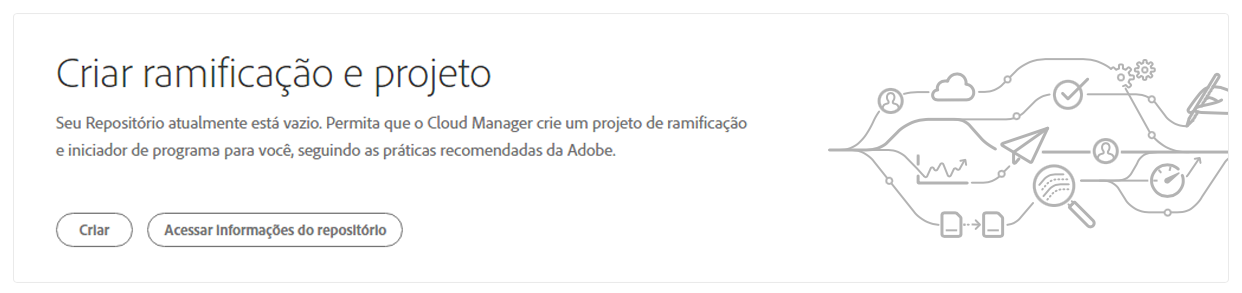 Criar ramificação e projeto
Seu Repositório atualmente está vazio. Permita que o Cloud Manager crie um projeto de ramificação
e iniciador de programa para você, seguindo as práticas recomendadas da Adobe.
Criar
Acessar informações do repositório